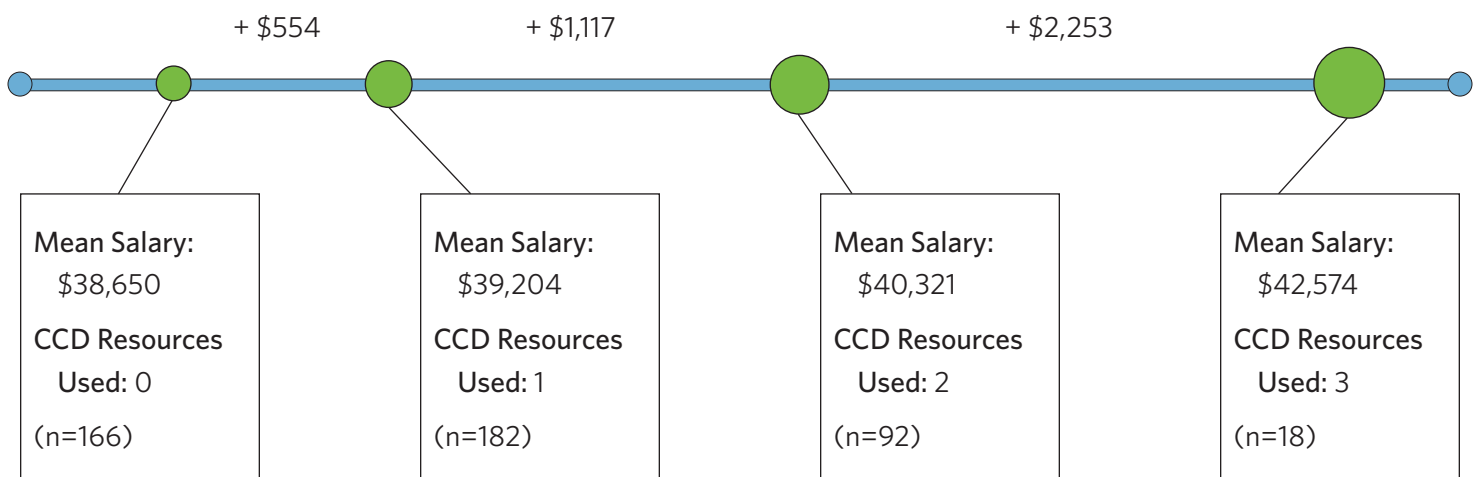 + $554
+ $1,117
+ $2,253
Mean Salary:
$38,650
CCD Resources
Used: 0
(n=166)
Mean Salary:
$39,204
CCD Resources
Used: 1
(n=182)
Mean Salary:
$40,321
CCD Resources
Used: 2
(n=92)
Mean Salary:
$42,574
CCD Resources
Used: 3
(n=18)